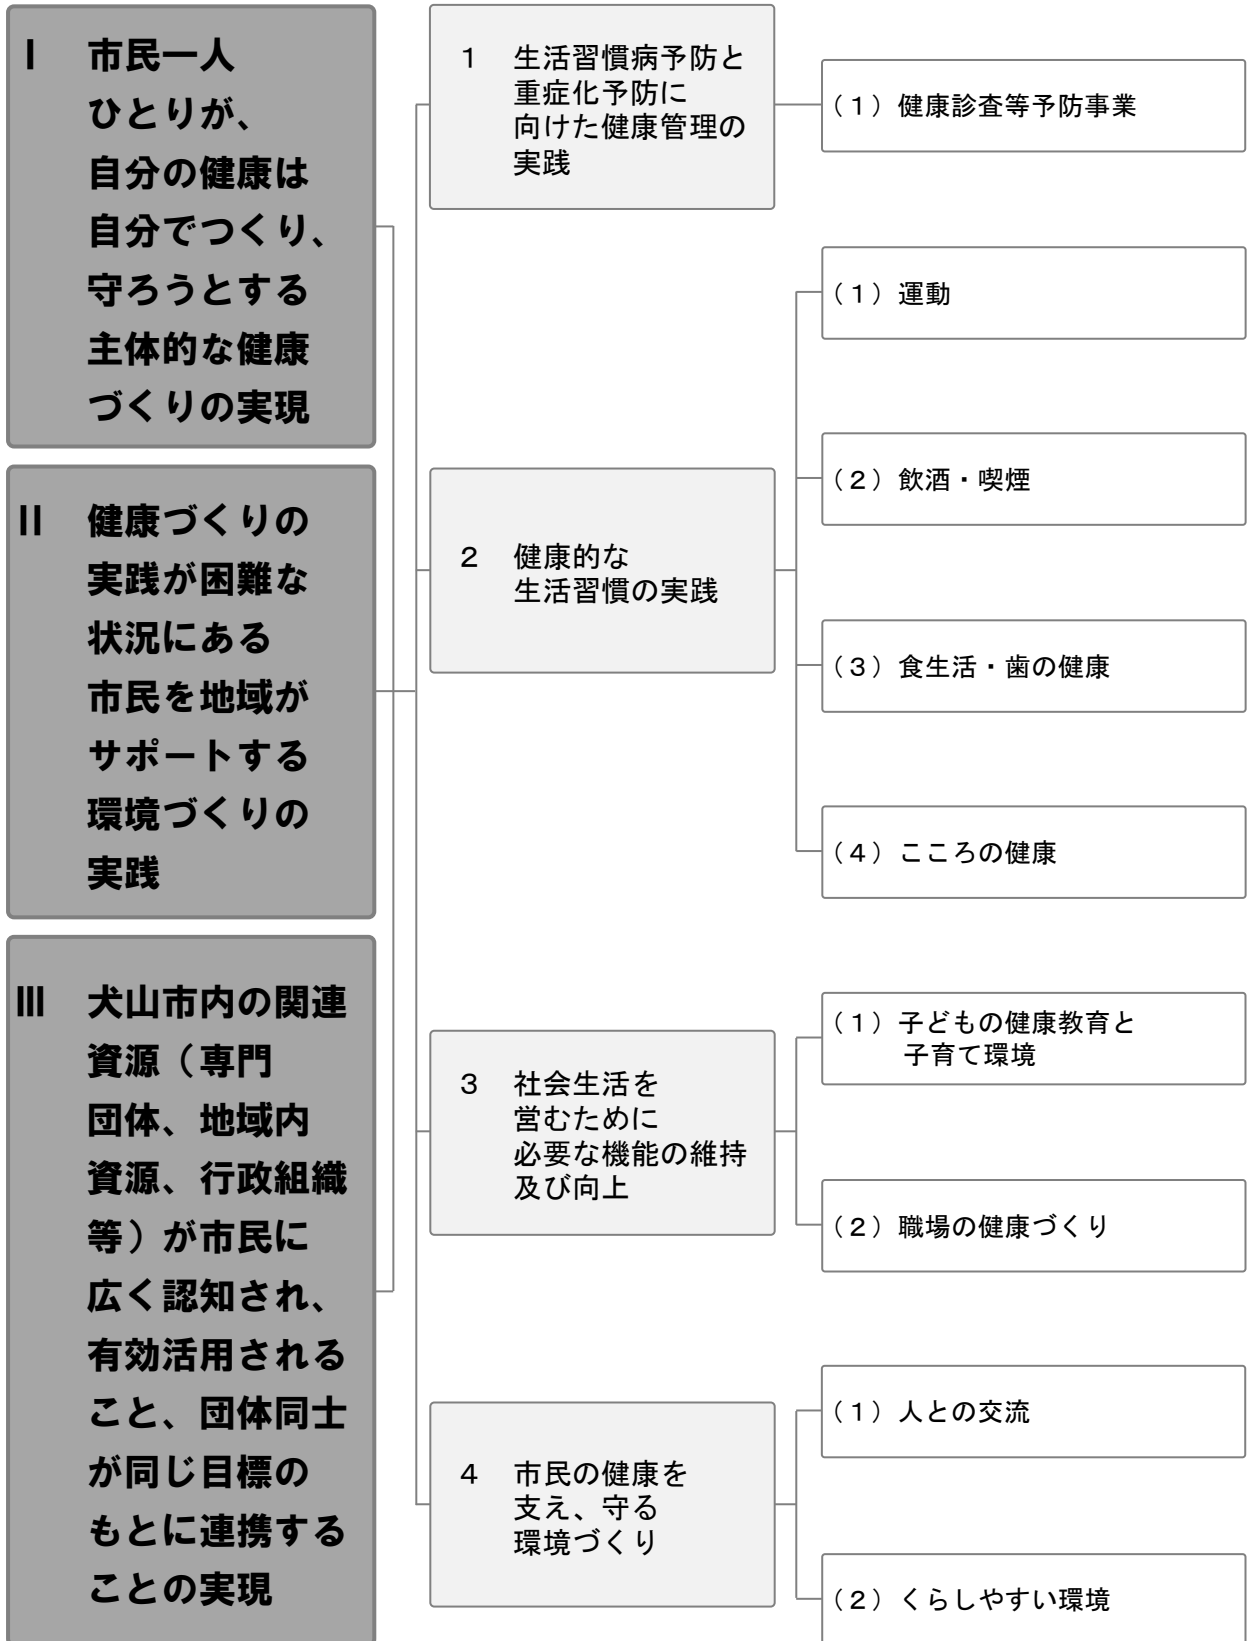 Ⅰ 市民一人
ひとりが、
自分の健康は
自分でつくり、
守ろうとする
主体的な健康
づくりの実現
Ⅱ 健康づくりの
実践が困難な
状況にある
市民を地域が
サポートする
環境づくりの
実践
Ⅲ 犬山市内の関連
資源（専門
団体、地域内
資源、行政組織
等）が市民に
広く認知され、
有効活用される
こと、団体同士
が同じ目標の
もとに連携する
ことの実現
１ 生活習慣病予防と
重症化予防に
向けた健康管理の
実践
（１）健康診査等予防事業
２ 健康的な
生活習慣の実践
（１）運動
（２）飲酒・喫煙
（３）食生活・歯の健康
（４）こころの健康
３ 社会生活を
営むために
必要な機能の維持
及び向上
（１）子どもの健康教育と
子育て環境
（２）職場の健康づくり
４ 市民の健康を
支え、守る
環境づくり
（１）人との交流
（２）くらしやすい環境